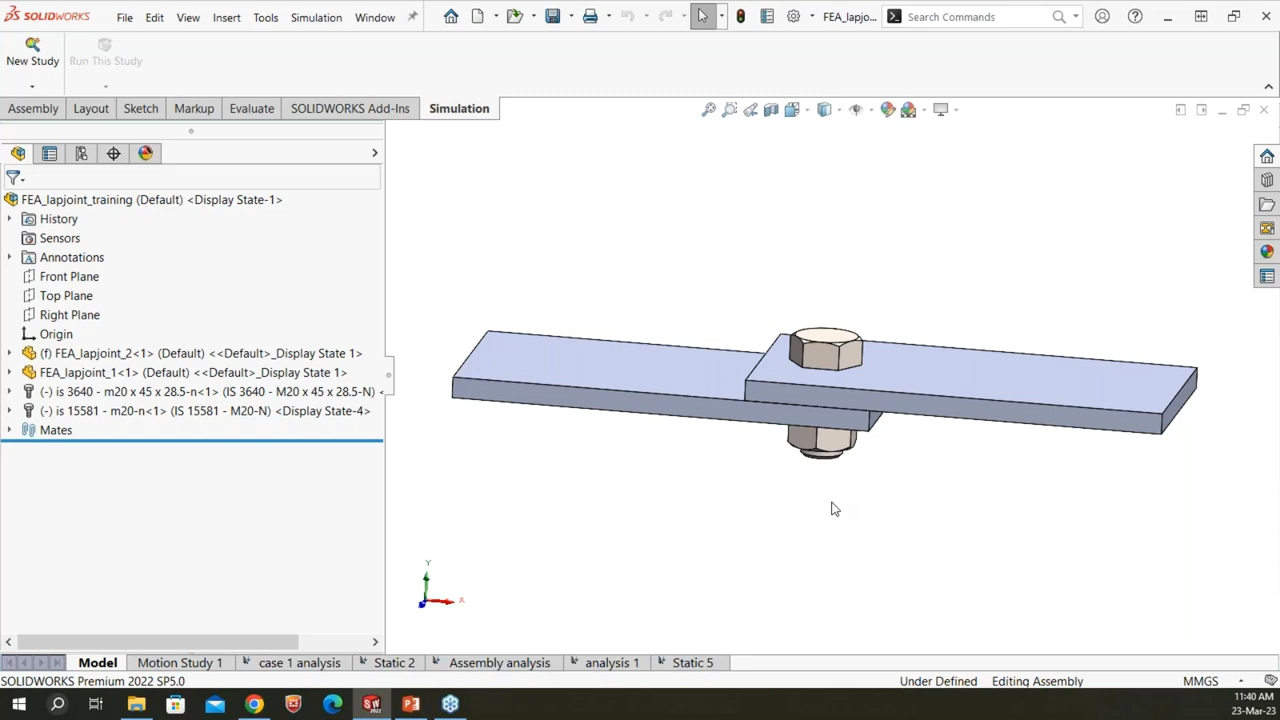 SOLIDWORKS File Edit View Insert Tools Simulation Window FEA_lapjo... Search Commands
New Study Run This Study
Assembly Layout Sketch Markup Evaluate SOLIDWORKS Add-Ins Simulation
FEA_lapjoint_training (Default) <Display State-1>
History
Sensors
Annotations
Front Plane
Top Plane
Right Plane
Origin
(f) FEA_lapjoint_2<1> (Default) <<Default>_Display State 1>
FEA_lapjoint_1<1> (Default) <<Default>_Display State 1>
(-) is 3640 - m20 x 45 x 28.5-n<1> (IS 3640 - M20 x 45 x 28.5-N) <
(-) is 15581 - m20-n<1> (IS 15581 - M20-N) <Display State-4>
Mates
Y
X
Model Motion Study 1 case 1 analysis Static 2 Assembly analysis analysis 1 Static 5
SOLIDWORKS Premium 2022 SP5.0 Under Defined Editing Assembly MMGS
11:40 AM
23-Mar-23